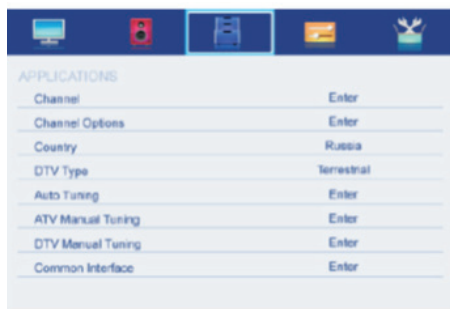 APPLICATIONS
Channel Enter
Channel Options Enter
Country Russia
DTV Type Terrestrial
Auto Tuning Enter
ATV Manual Tuning Enter
DTV Manual Tuning Enter
Common Interface Enter